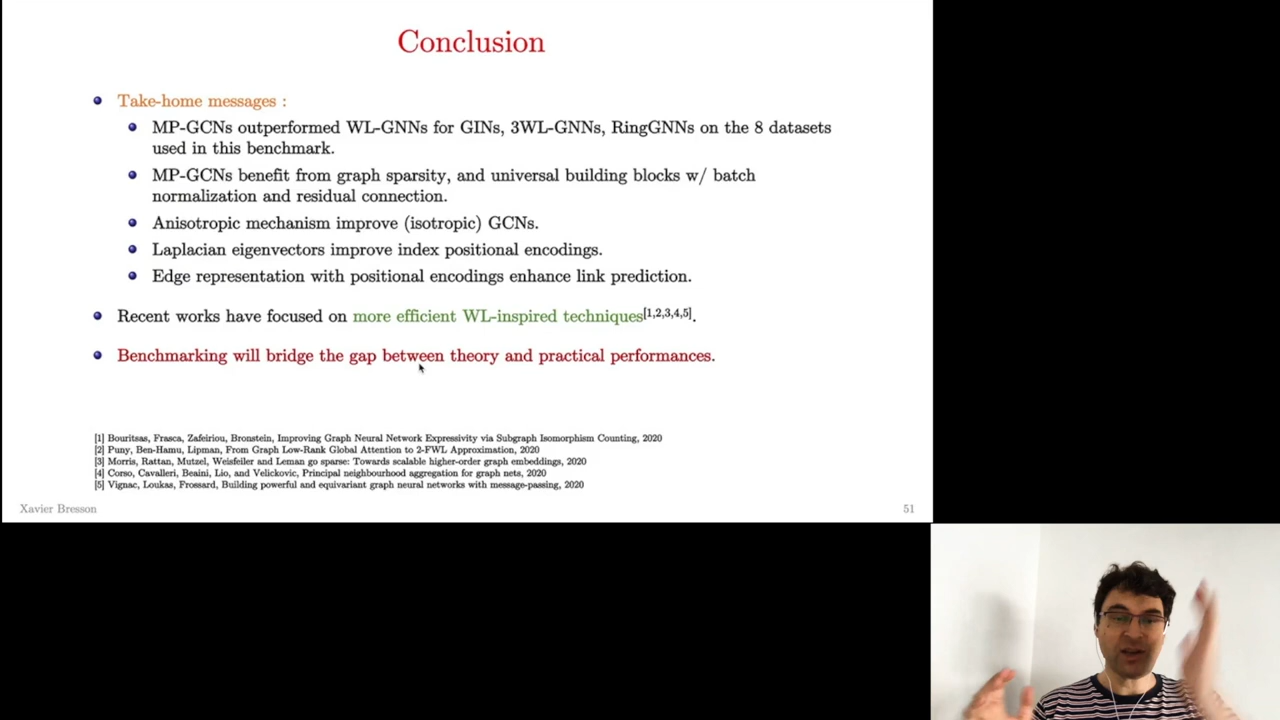 Conclusion
Take-home messages :
MP-GCNs outperformed WL-GNNs for GINs, 3WL-GNNs, RingGNNs on the 8 datasets
used in this benchmark.
MP-GCNs benefit from graph sparsity, and universal building blocks w/ batch
normalization and residual connection.
Anisotropic mechanism improve (isotropic) GCNs.
Laplacian eigenvectors improve index positional encodings.
Edge representation with positional encodings enhance link prediction.
Recent works have focused on more efficient WL-inspired techniques[1,2,3,4,5].
Benchmarking will bridge the gap between theory and practical performances.
[1] Bouritsas, Frasca, Zafeiriou, Bronstein, Improving Graph Neural Network Expressivity via Subgraph Isomorphism Counting, 2020
[2] Puny, Ben-Hamu, Lipman, From Graph Low-Rank Global Attention to 2-FWL Approximation, 2020
[3] Morris, Rattan, Mutzel, Weisfeiler and Leman go sparse: Towards scalable higher-order graph embeddings, 2020
[4] Corso, Cavalleri, Beaini, Lio, and Velickovic, Principal neighbourhood aggregation for graph nets, 2020
[5] Vignac, Loukas, Frossard, Building powerful and equivariant graph neural networks with message-passing, 2020
Xavier Bresson
51